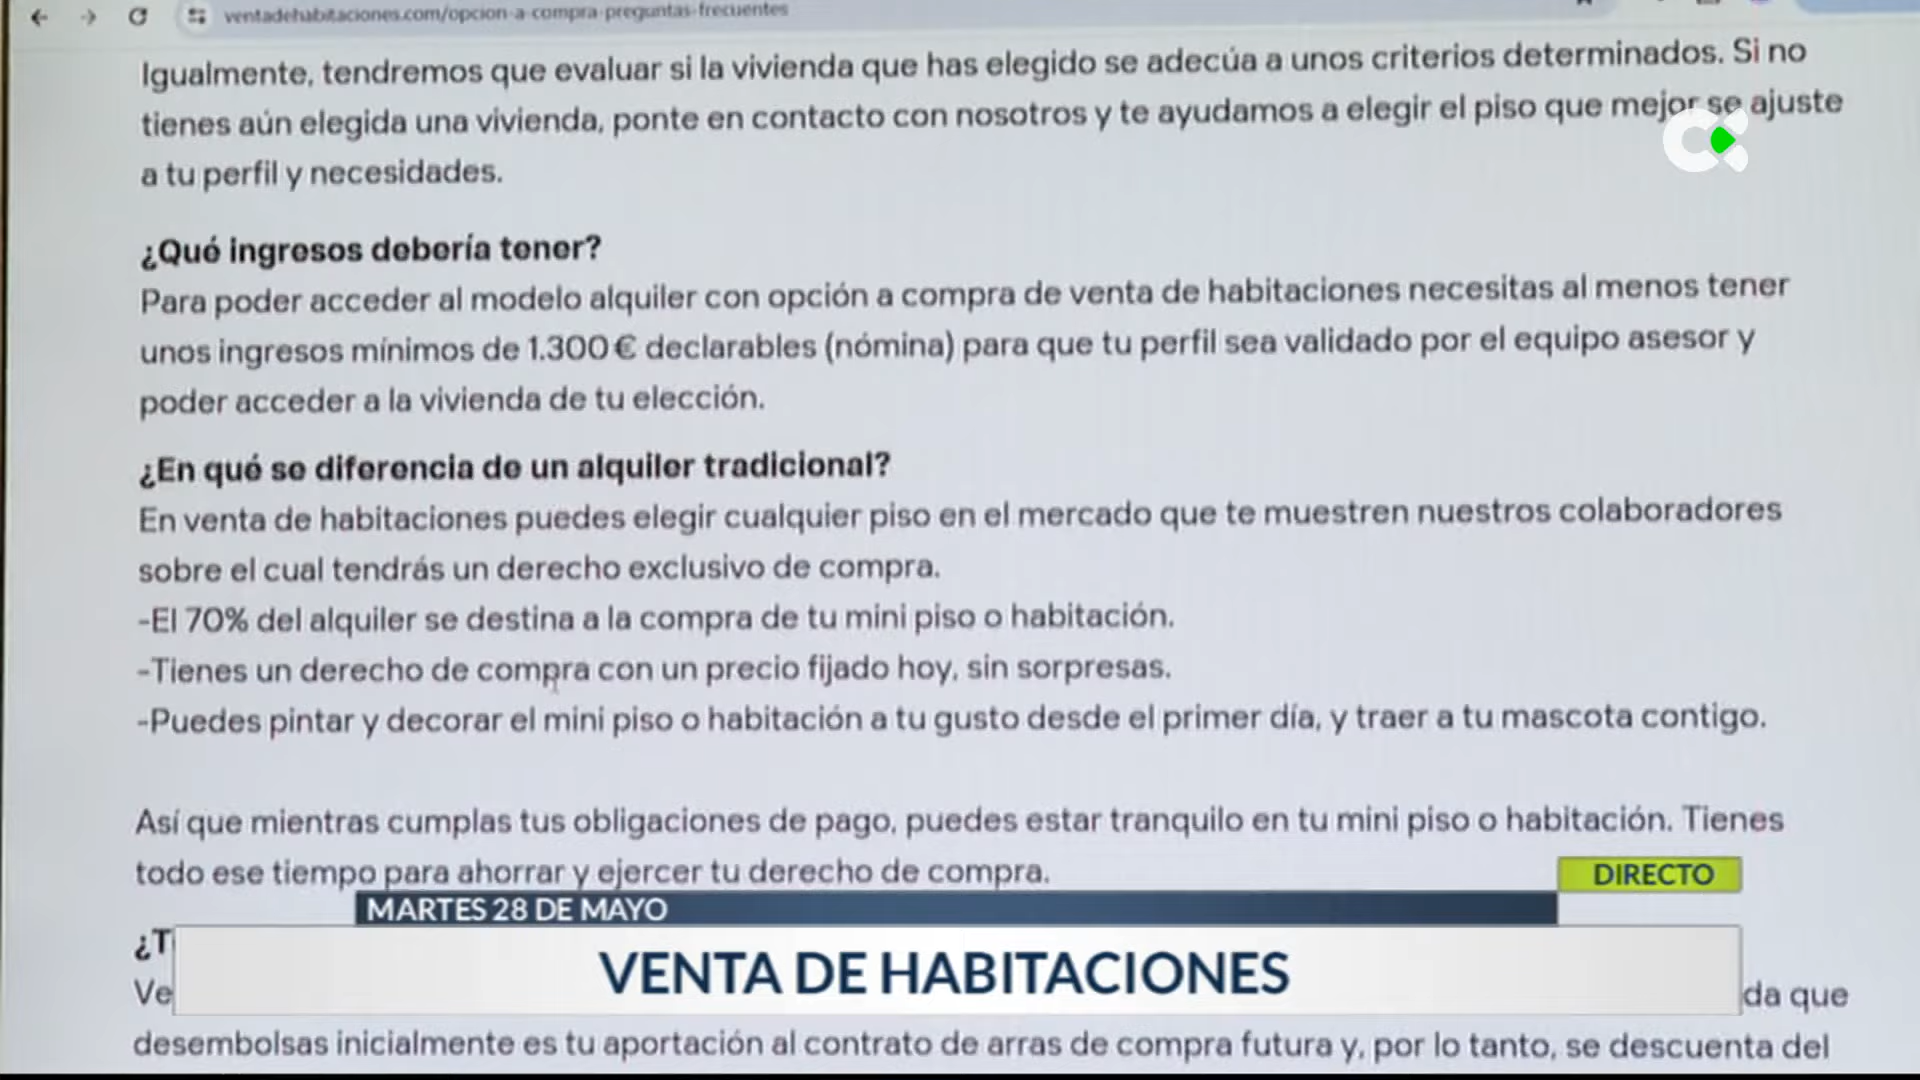 ventadehabitaciones.com/opcion-a-compra-preguntas-frecuentes
Igualmente, tendremos que evaluar si la vivienda que has elegido se adecúa a unos criterios determinados. Si no
tienes aún elegida una vivienda, ponte en contacto con nosotros y te ayudamos a elegir el piso que mejor se ajuste
a tu perfil y necesidades.
¿Qué ingresos debería tener?
Para poder acceder al modelo alquiler con opción a compra de venta de habitaciones necesitas al menos tener
unos ingresos mínimos de 1.300 € declarables (nómina) para que tu perfil sea validado por el equipo asesor y
poder acceder a la vivienda de tu elección.
¿En qué se diferencia de un alquiler tradicional?
En venta de habitaciones puedes elegir cualquier piso en el mercado que te muestren nuestros colaboradores
sobre el cual tendrás un derecho exclusivo de compra.
-El 70% del alquiler se destina a la compra de tu mini piso o habitación.
-Tienes un derecho de compra con un precio fijado hoy, sin sorpresas.
-Puedes pintar y decorar el mini piso o habitación a tu gusto desde el primer día, y traer a tu mascota contigo.
Así que mientras cumplas tus obligaciones de pago, puedes estar tranquilo en tu mini piso o habitación. Tienes
todo ese tiempo para ahorrar y ejercer tu derecho de compra.
DIRECTO
MARTES 28 DE MAYO
VENTA DE HABITACIONES
da que
desembolsas inicialmente es tu aportación al contrato de arras de compra futura y, por lo tanto, se descuenta del